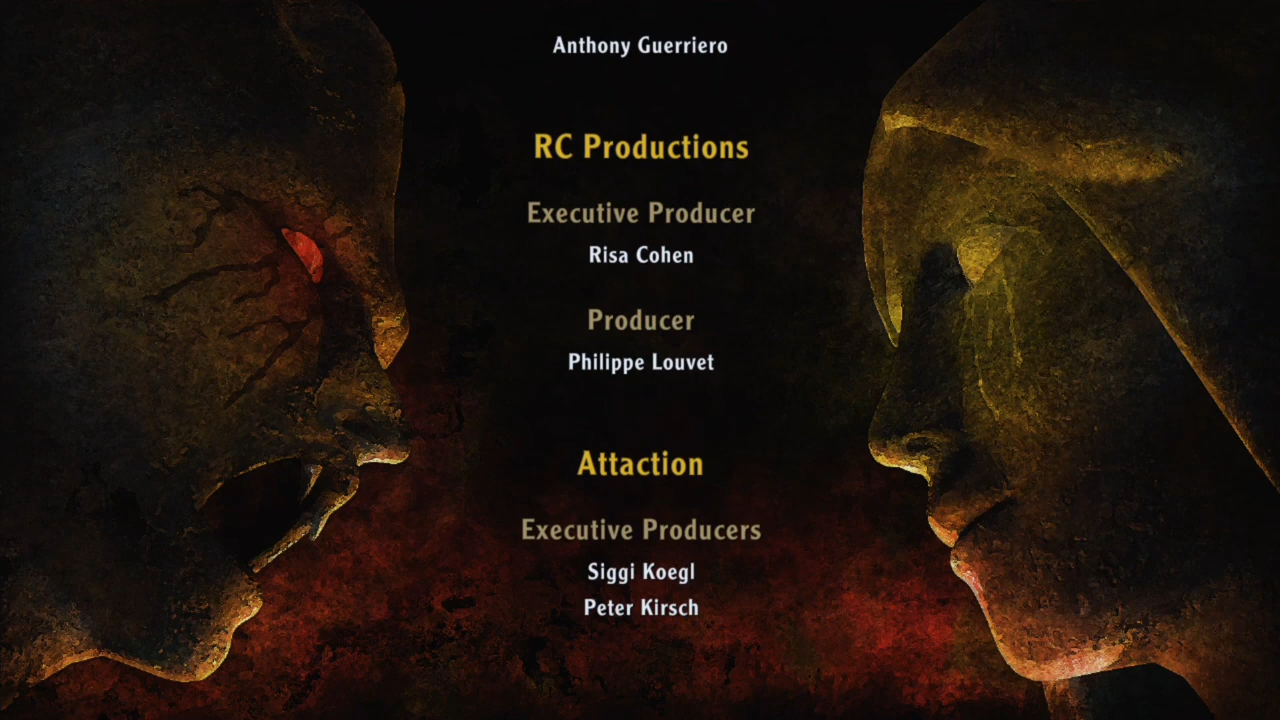 Anthony Guerriero
RC Productions
Executive Producer
Risa Cohen
Producer
Philippe Louvet
Attaction
Executive Producers
Siggi Koegl
Peter Kirsch